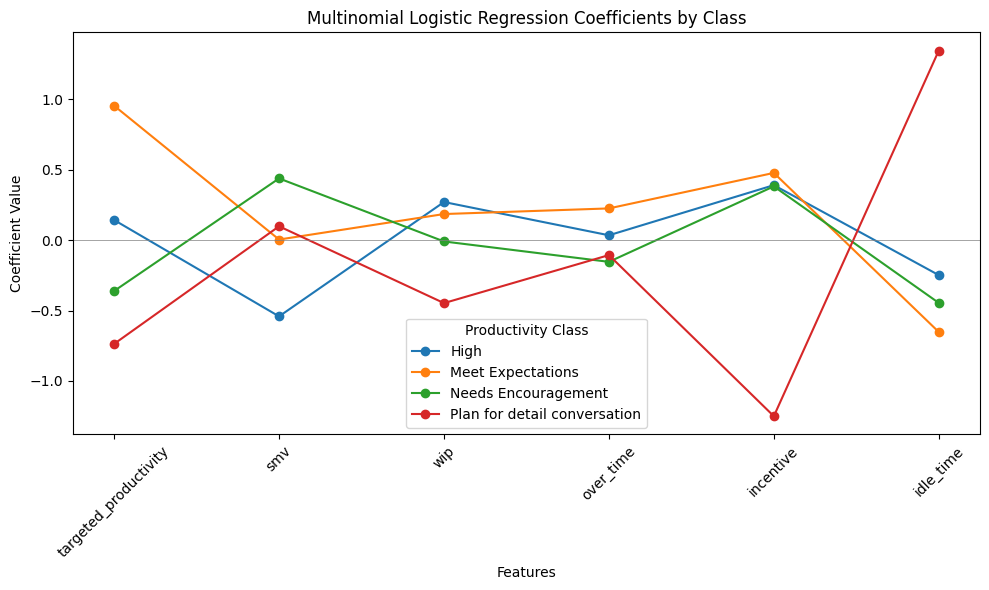 Multinomial Logistic Regression Coefficients by Class
Coefficient Value
1.0
0.5
0.0
−0.5
−1.0
Productivity Class
High
Meet Expectations
Needs Encouragement
Plan for detail conversation
targeted_productivity
smv
wip
over_time
incentive
idle_time
Features